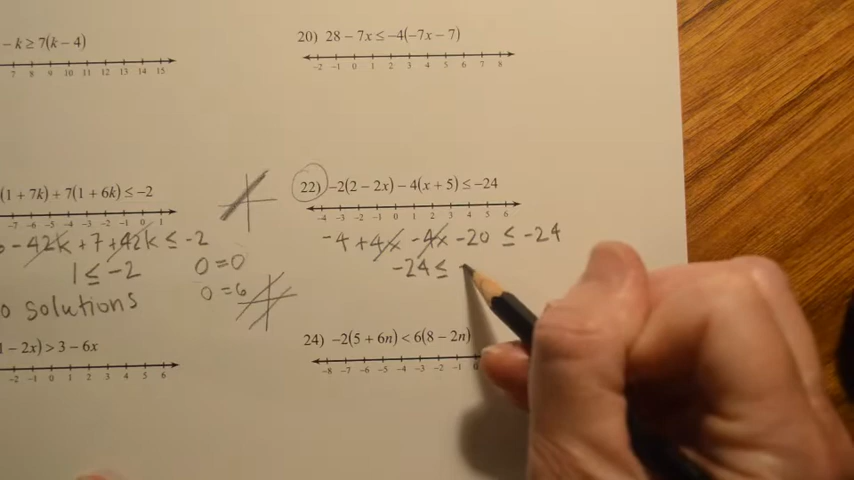 - k ≥ 7(k - 4)
7 8 9 10 11 12 13 14 15
20) 28 - 7x ≤ -4(-7x - 7)
-2 -1 0 1 2 3 4 5 6 7 8
(1 + 7k) + 7(1 + 6k) ≤ -2
-7 -6 -5 -4 -3 -2 -1 0 1
- 42k + 7 + 42k ≤ -2
1 ≤ -2
0 = 0
0 = 6
o solutions
22) -2(2 - 2x) - 4(x + 5) ≤ -24
-4 -3 -2 -1 0 1 2 3 4 5 6
-4 + 4x - 4x - 20 ≤ -24
-24 ≤ -
1 - 2x) > 3 - 6x
-2 -1 0 1 2 3 4 5 6
24) -2(5 + 6n) < 6(8 - 2n)
-8 -7 -6 -5 -4 -3 -2 -1 0